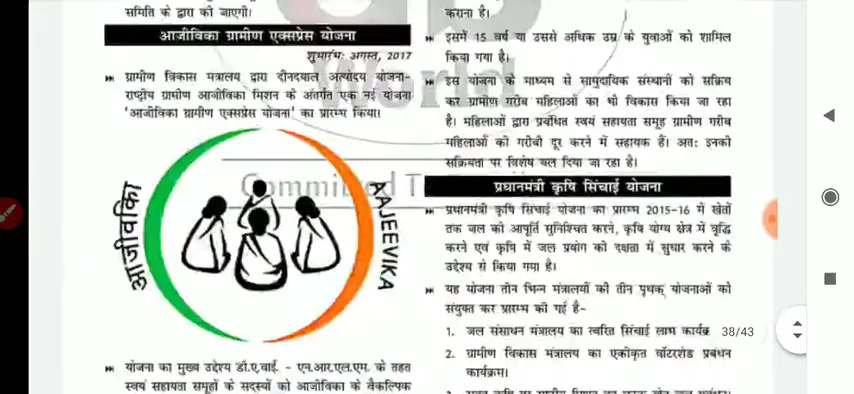 समिति के द्वारा की जाएगी।
आजीविका ग्रामीण एक्सप्रेस योजना
शुभारंभ: अगस्त, 2017
ग्रामीण विकास मंत्रालय द्वारा दीनदयाल अन्त्योदय योजना-
राष्ट्रीय ग्रामीण आजीविका मिशन के अंतर्गत एक नई योजना
'आजीविका ग्रामीण एक्सप्रेस योजना' का प्रारम्भ किया।
आजीविका
AAJEEVIKA
योजना का मुख्य उद्देश्य डी.ए.वाई. - एन.आर.एल.एम. के तहत
स्वयं सहायता समूहों के सदस्यों को आजीविका के वैकल्पिक
कराना है।
इसमें 15 वर्ष या उससे अधिक उम्र के युवाओं को शामिल
किया गया है।
इस योजना के माध्यम से सामुदायिक संस्थानों को सक्रिय
कर ग्रामीण गरीब महिलाओं का भी विकास किया जा रहा
है। महिलाओं द्वारा प्रबंधित स्वयं सहायता समूह ग्रामीण गरीब
महिलाओं की गरीबी दूर करने में सहायक हैं। अत: इनकी
सक्रियता पर विशेष बल दिया जा रहा है।
प्रधानमंत्री कृषि सिंचाई योजना
प्रधानमंत्री कृषि सिंचाई योजना का प्रारम्भ 2015-16 में खेतों
तक जल की आपूर्ति सुनिश्चित करने, कृषि योग्य क्षेत्र में वृद्धि
करने एवं कृषि में जल प्रयोग की दक्षता में सुधार करने के
उद्देश्य से किया गया है।
यह योजना तीन भिन्न मंत्रालयों की तीन पृथक् योजनाओं को
संयुक्त कर प्रारम्भ की गई है-
1. जल संसाधन मंत्रालय का त्वरित सिंचाई लाभ कार्यक्र
2. ग्रामीण विकास मंत्रालय का एकीकृत वॉटरशेड प्रबंधन
कार्यक्रम।
38/43
World
Committed T